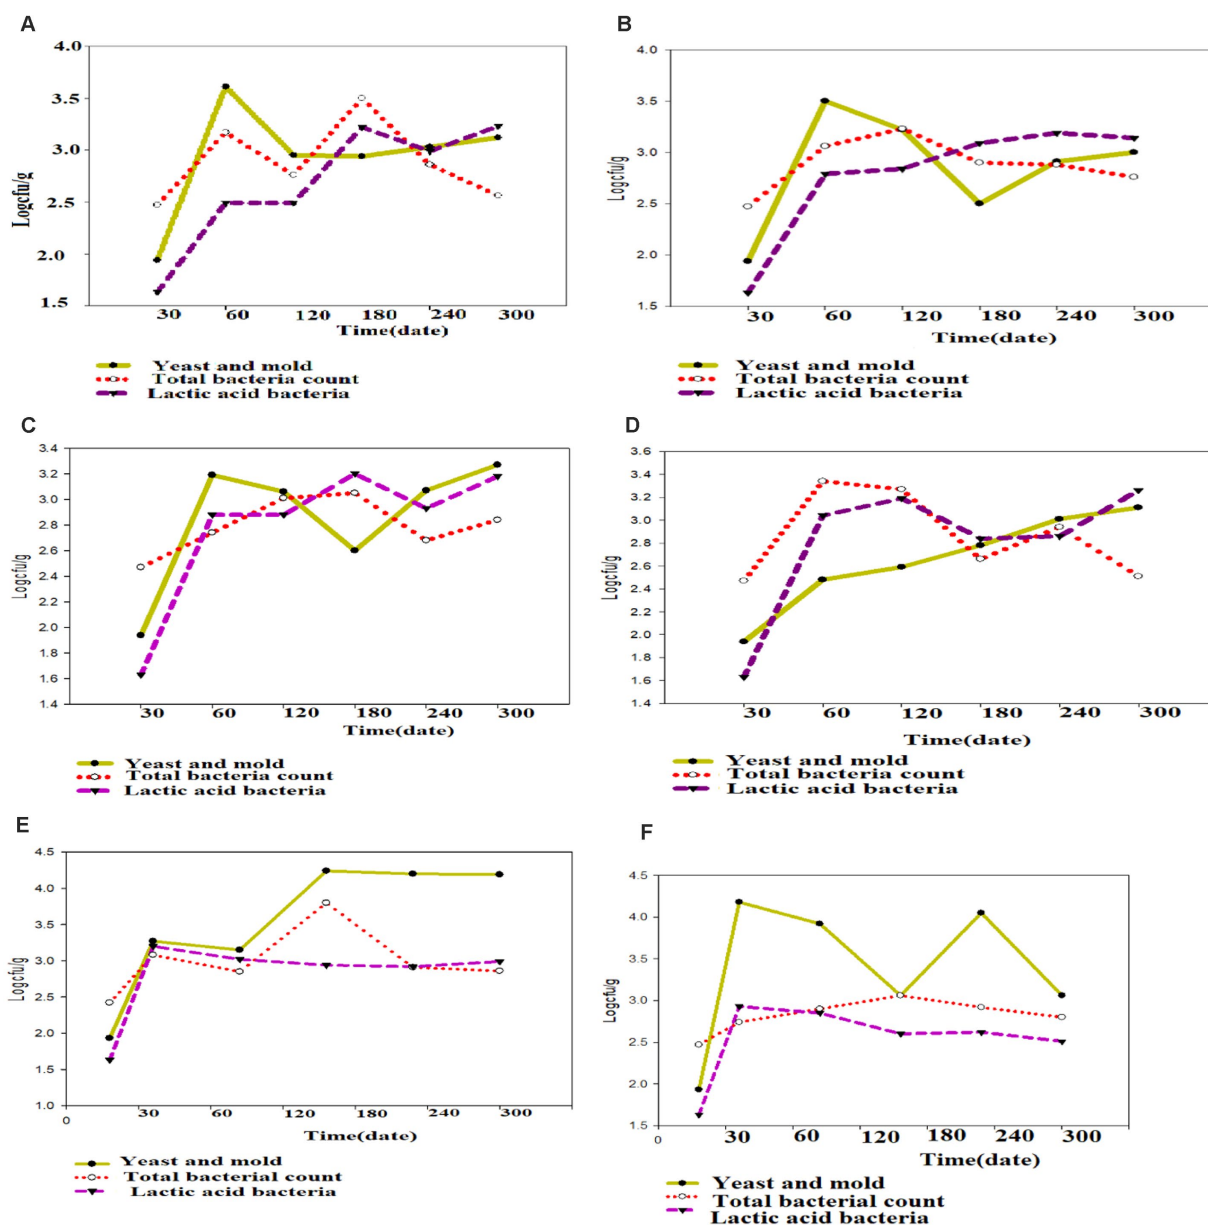 A
4.0
3.5
3.0
2.5
2.0
1.5
Logcfu/g
30 60 120 180 240 300
Time(date)
Yeast and mold
Total bacteria count
Lactic acid bacteria
B
4.0
3.5
3.0
2.5
2.0
1.5
Logcfu/g
30 60 120 180 240 300
Time(date)
Yeast and mold
Total bacteria count
Lactic acid bacteria
C
3.4
3.2
3.0
2.8
2.6
2.4
2.2
2.0
1.8
1.6
1.4
Logcfu/g
30 60 120 180 240 300
Time(date)
Yeast and mold
Total bacteria count
Lactic acid bacteria
D
3.6
3.4
3.2
3.0
2.8
2.6
2.4
2.2
2.0
1.8
1.6
1.4
Logcfu/g
30 60 120 180 240 300
Time(date)
Yeast and mold
Total bacteria count
Lactic acid bacteria
E
4.5
4.0
3.5
3.0
2.5
2.0
1.5
1.0
Logcfu/g
0 30 60 120 180 240 300
Time(date)
Yeast and mold
Total bacterial count
Lactic acid bacteria
F
4.5
4.0
3.5
3.0
2.5
2.0
1.5
Logcfu/g
0 30 60 120 180 240 300
Time(date)
Yeast and mold
Total bacterial count
Lactic acid bacteria